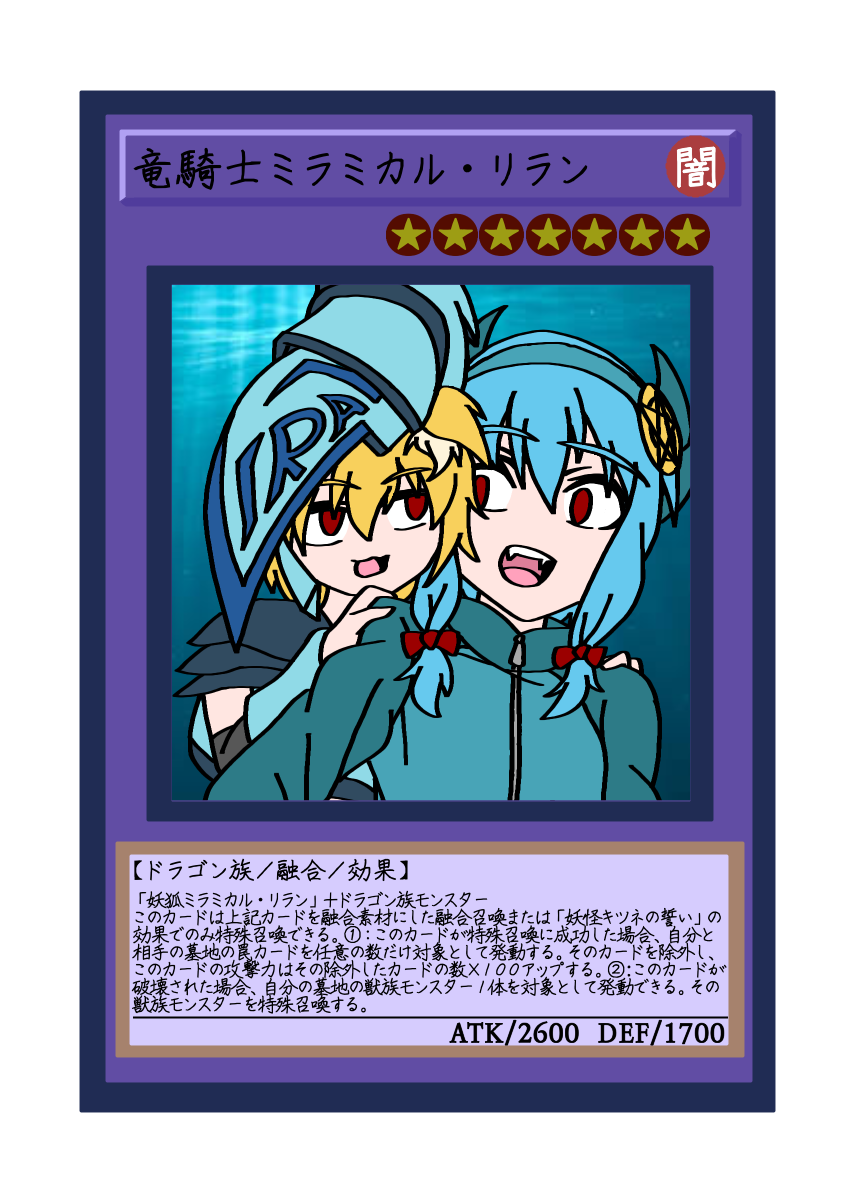 竜騎士ミラミカル・リラン
闇
IRA
【ドラゴン族／融合／効果】
「妖狐ミラミカル・リラン」＋ドラゴン族モンスター
このカードは上記カードを融合素材にした融合召喚または「妖怪キツネの誓い」の
効果でのみ特殊召喚できる。①：このカードが特殊召喚に成功した場合、自分と
相手の墓地の罠カードを任意の数だけ対象として発動する。そのカードを除外し、
このカードの攻撃力はその除外したカードの数×100アップする。②：このカードが
破壊された場合、自分の墓地の獣族モンスター1体を対象として発動できる。その
獣族モンスターを特殊召喚する。
ATK/2600 DEF/1700